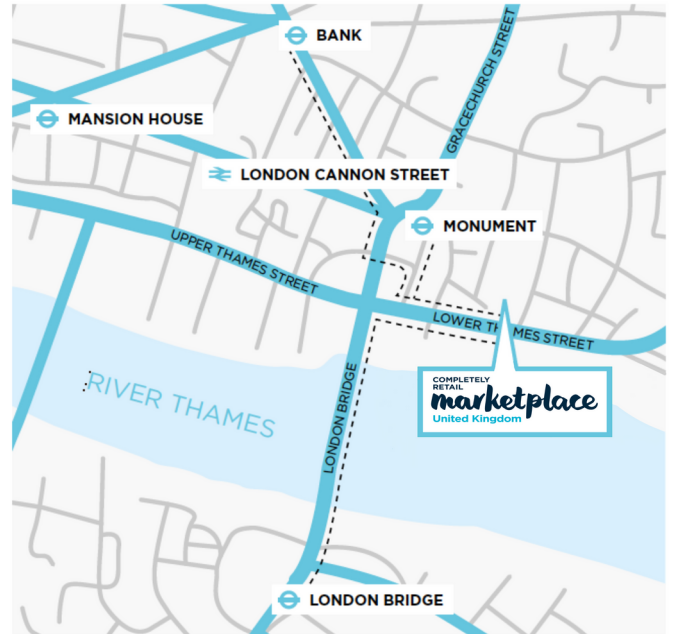 BANK
GRACECHURCH STREET
MANSION HOUSE
LONDON CANNON STREET
MONUMENT
UPPER THAMES STREET
LOWER THAMES STREET
COMPLETELY
RETAIL
marketplace
United Kingdom
LONDON BRIDGE
RIVER THAMES
LONDON BRIDGE